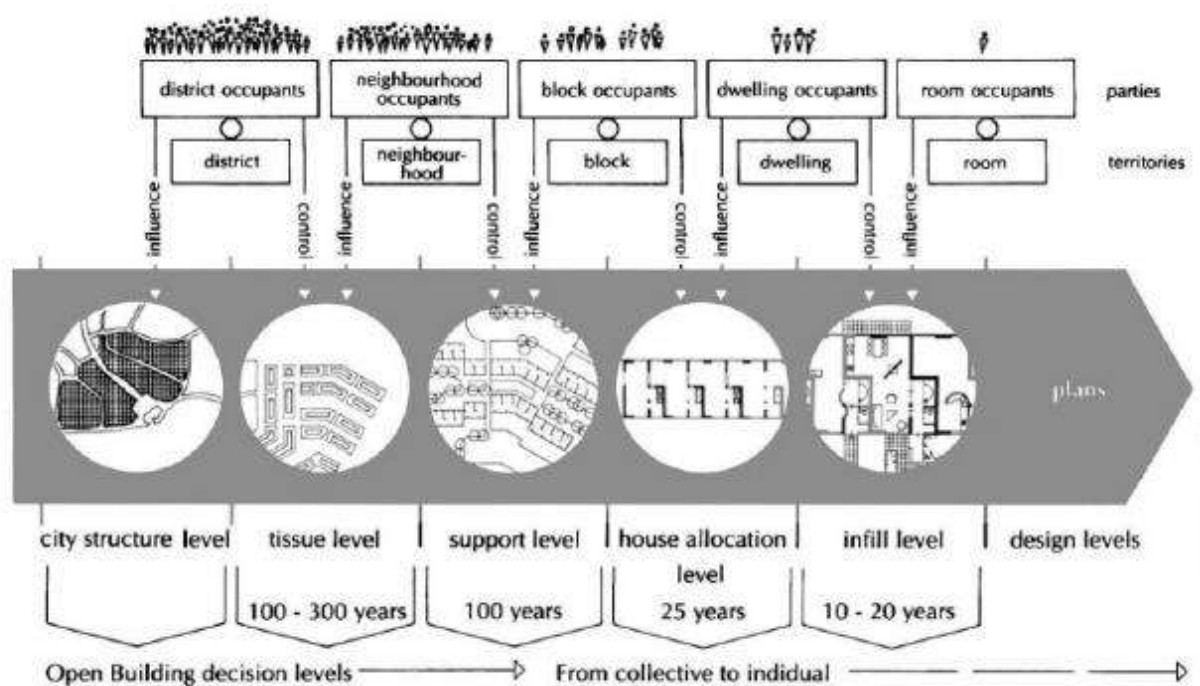 district occupants
neighbourhood
occupants
block occupants
dwelling occupants
room occupants
parties
district
neighbour-
hood
block
dwelling
room
territories
influence
control
influence
control
influence
control
influence
control
influence
plans
city structure level
tissue level
support level
house allocation
level
infill level
design levels
100 - 300 years
100 years
25 years
10 - 20 years
Open Building decision levels
From collective to indidual